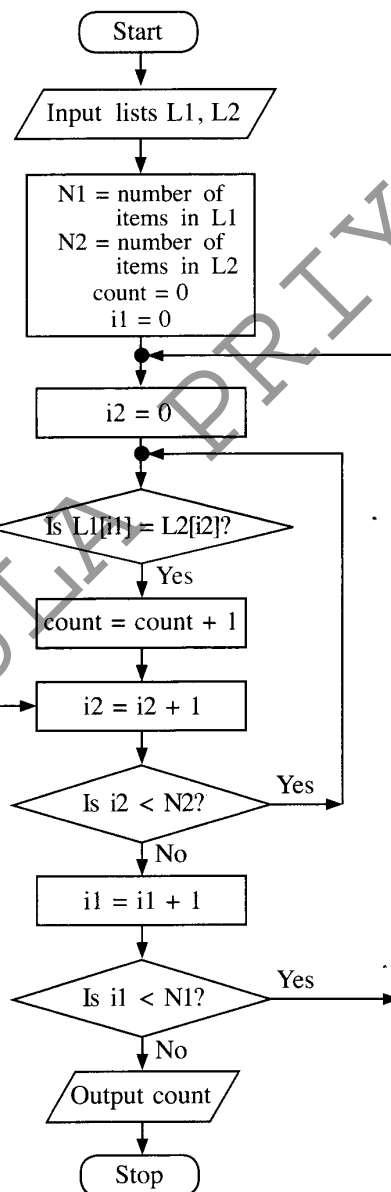 Start
Input lists L1, L2
N1 = number of
items in L1
N2 = number of
items in L2
count = 0
i1 = 0
i2 = 0
Is L1[i1] = L2[i2]?
Yes
count = count + 1
i2 = i2 + 1
Is i2 < N2?
Yes
No
i1 = i1 + 1
Is i1 < N1?
Yes
No
Output count
Stop